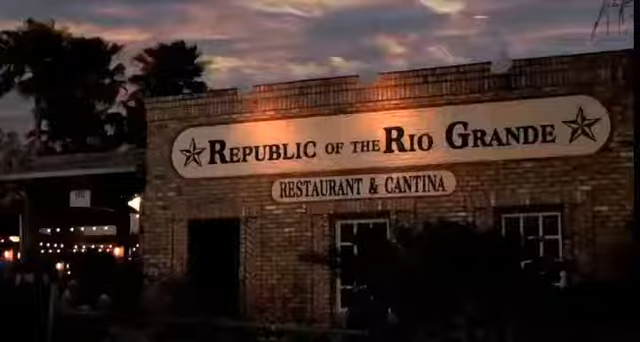 REPUBLIC OF THE RIO GRANDE
RESTAURANT & CANTINA